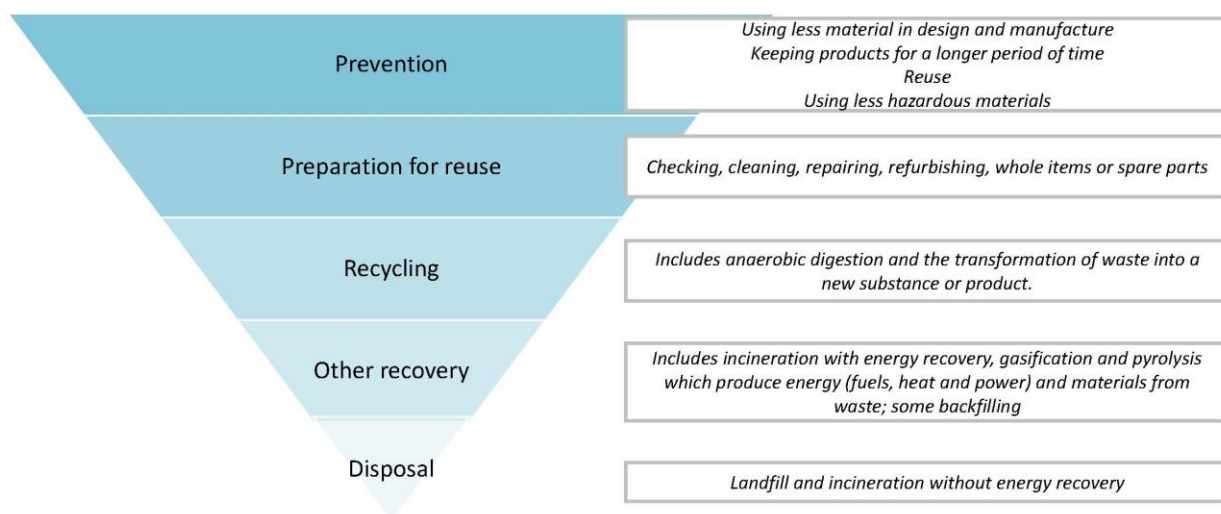 Prevention
Using less material in design and manufacture
Keeping products for a longer period of time
Reuse
Using less hazardous materials
Preparation for reuse
Checking, cleaning, repairing, refurbishing, whole items or spare parts
Recycling
Includes anaerobic digestion and the transformation of waste into a
new substance or product.
Other recovery
Includes incineration with energy recovery, gasification and pyrolysis
which produce energy (fuels, heat and power) and materials from
waste; some backfilling
Disposal
Landfill and incineration without energy recovery